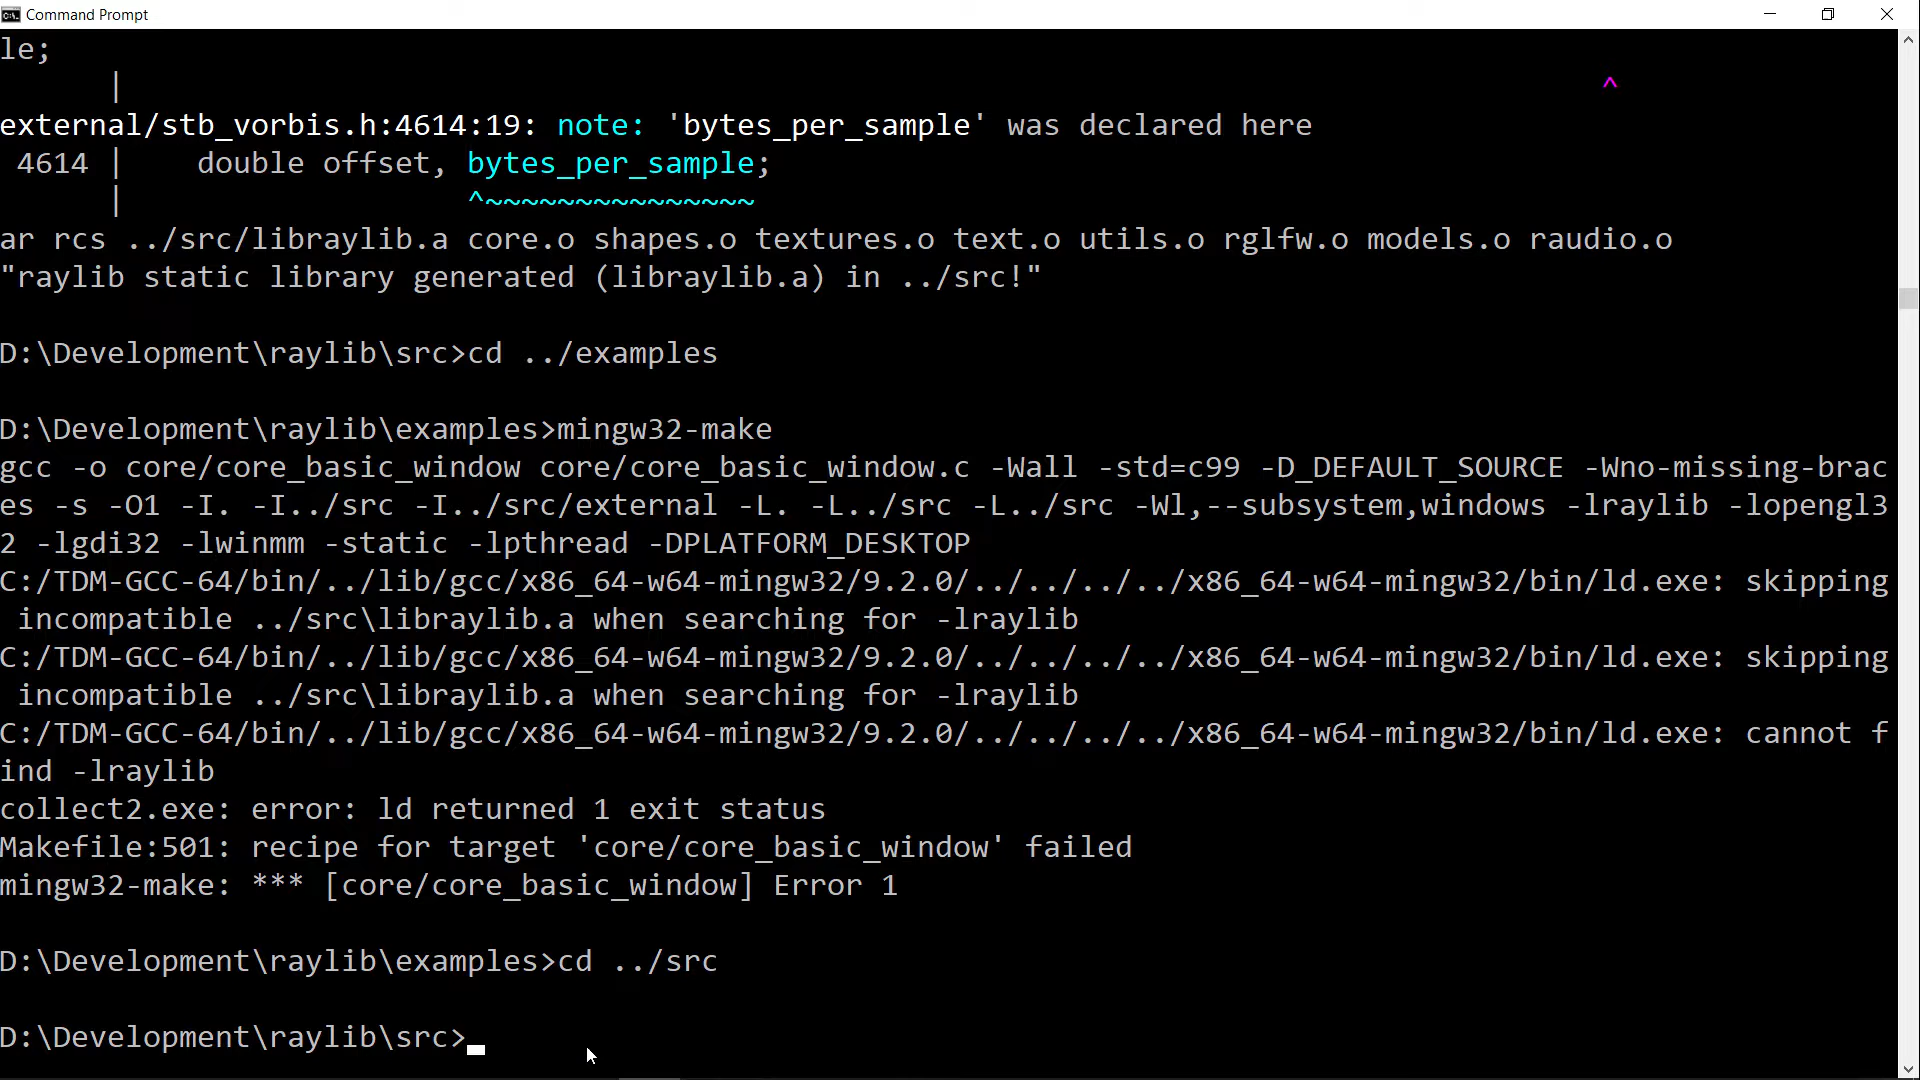 Command Prompt
le;
      |                                                                                   ^
external/stb_vorbis.h:4614:19: note: 'bytes_per_sample' was declared here
 4614 |     double offset, bytes_per_sample;
      |                    ^~~~~~~~~~~~~~~~
ar rcs ../src/libraylib.a core.o shapes.o textures.o text.o utils.o rglfw.o models.o raudio.o
"raylib static library generated (libraylib.a) in ../src!"
D:\Development\raylib\src>cd ../examples
D:\Development\raylib\examples>mingw32-make
gcc -o core/core_basic_window core/core_basic_window.c -Wall -std=c99 -D_DEFAULT_SOURCE -Wno-missing-brac
es -s -O1 -I. -I../src -I../src/external -L. -L../src -L../src -Wl,--subsystem,windows -lraylib -lopengl3
2 -lgdi32 -lwinmm -static -lpthread -DPLATFORM_DESKTOP
C:/TDM-GCC-64/bin/../lib/gcc/x86_64-w64-mingw32/9.2.0/../../../../x86_64-w64-mingw32/bin/ld.exe: skipping
 incompatible ../src\libraylib.a when searching for -lraylib
C:/TDM-GCC-64/bin/../lib/gcc/x86_64-w64-mingw32/9.2.0/../../../../x86_64-w64-mingw32/bin/ld.exe: skipping
 incompatible ../src\libraylib.a when searching for -lraylib
C:/TDM-GCC-64/bin/../lib/gcc/x86_64-w64-mingw32/9.2.0/../../../../x86_64-w64-mingw32/bin/ld.exe: cannot f
ind -lraylib
collect2.exe: error: ld returned 1 exit status
Makefile:501: recipe for target 'core/core_basic_window' failed
mingw32-make: *** [core/core_basic_window] Error 1
D:\Development\raylib\examples>cd ../src
D:\Development\raylib\src>